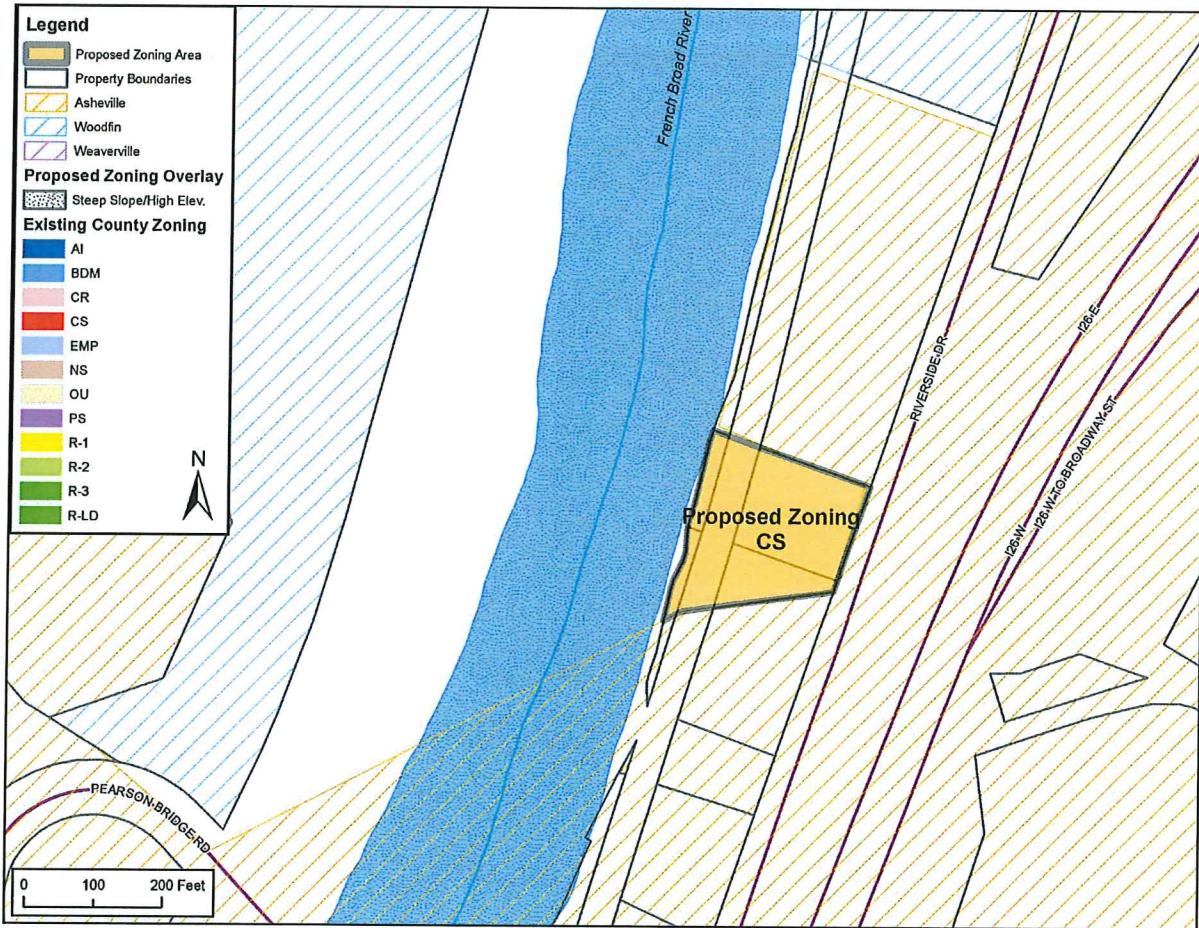 Legend
Proposed Zoning Area
Property Boundaries
Asheville
Woodfin
Weaverville
Proposed Zoning Overlay
Steep Slope/High Elev.
Existing County Zoning
AI
BDM
CR
CS
EMP
NS
OU
PS
R-1
R-2
R-3
R-LD
N
French Broad River
RIVERSIDE DR
I26 E
I26 W
I26 W TO BROADWAY ST
Proposed Zoning
CS
PEARSON BRIDGE RD
0 100 200 Feet